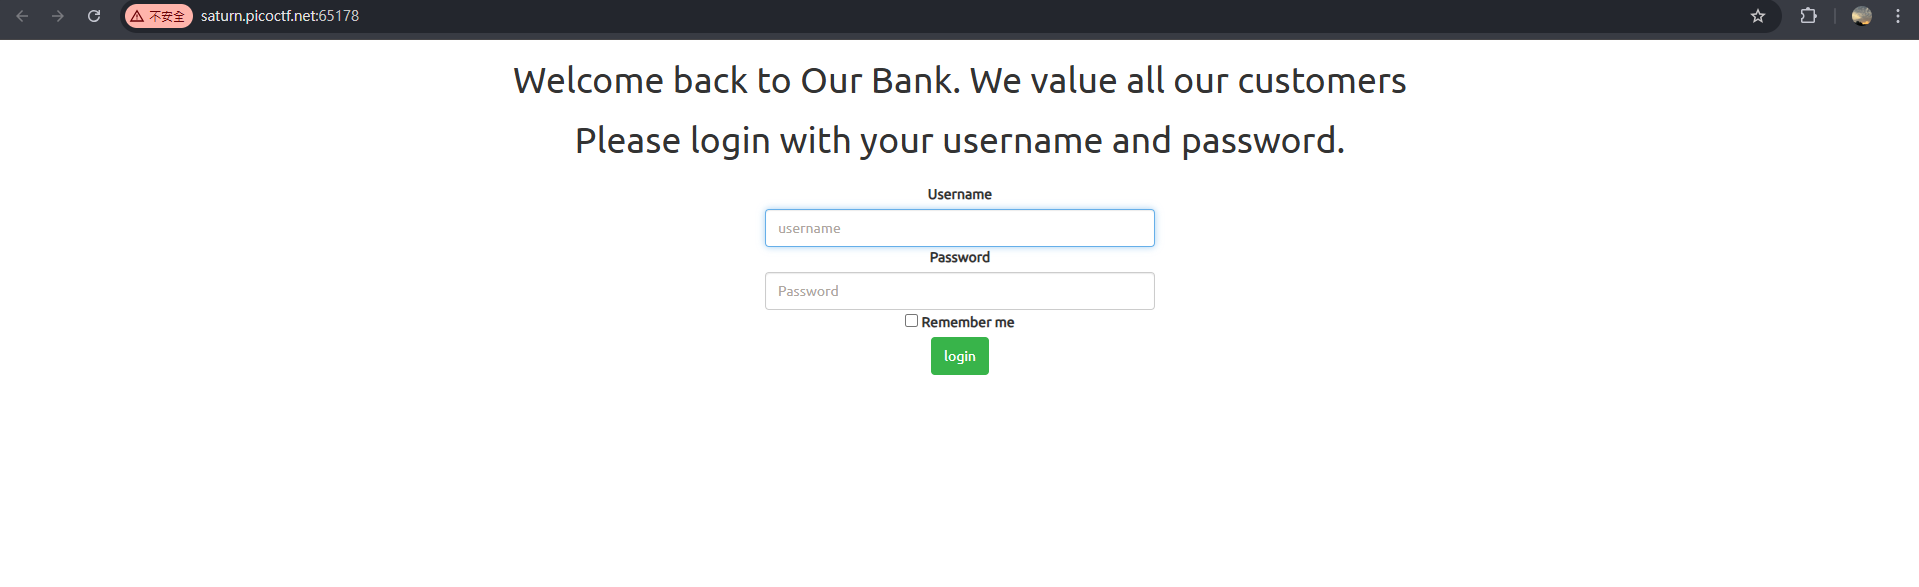 不安全 saturn.picoctf.net:65178
Welcome back to Our Bank. We value all our customers
Please login with your username and password.
Username
username
Password
Password
Remember me
login